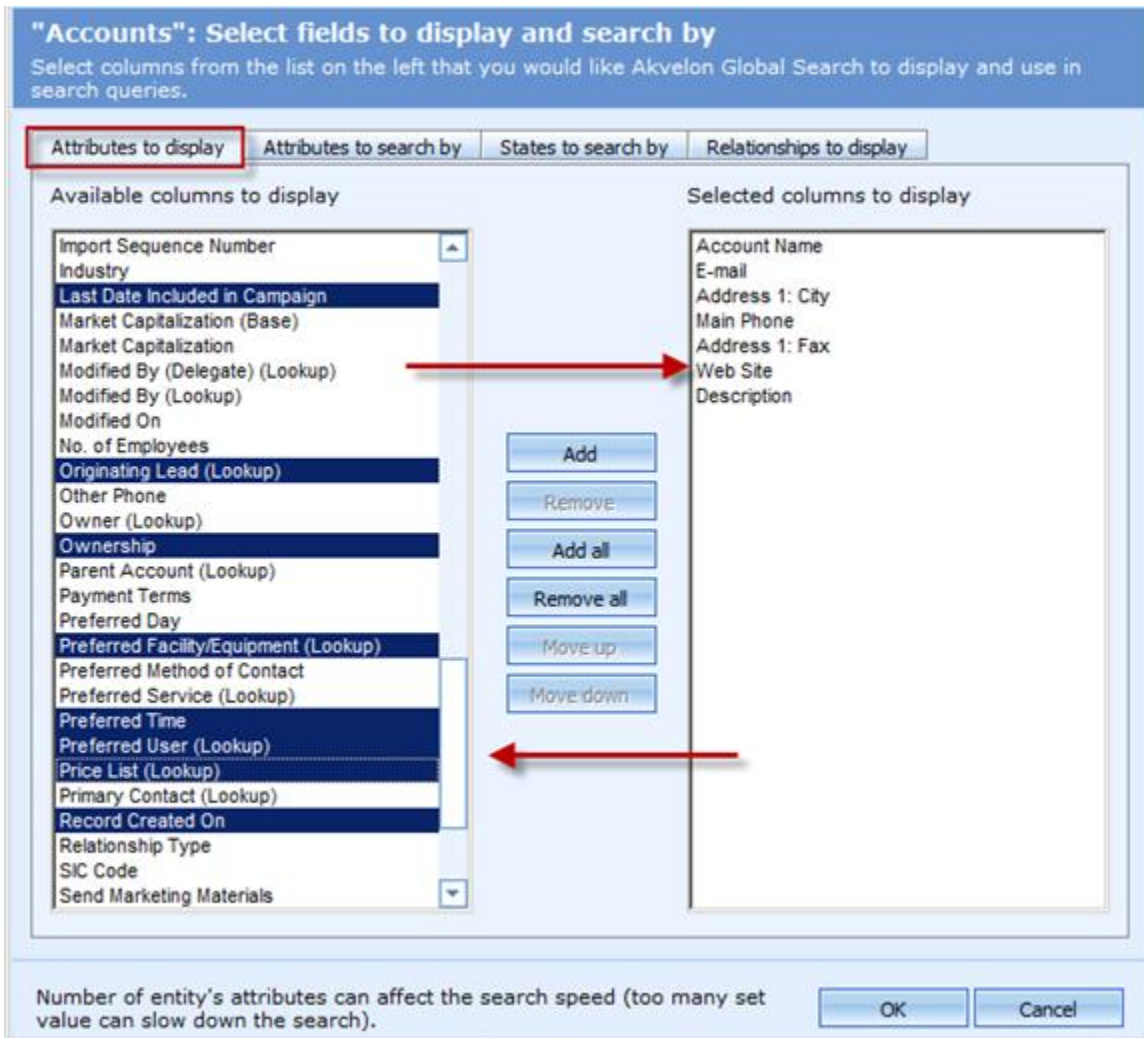 "Accounts": Select fields to display and search by
Select columns from the list on the left that you would like Akvelon Global Search to display and use in
search queries.
Attributes to display Attributes to search by States to search by Relationships to display
Available columns to display
Selected columns to display
Import Sequence Number
Industry
Last Date Included in Campaign
Market Capitalization (Base)
Market Capitalization
Modified By (Delegate) (Lookup)
Modified By (Lookup)
Modified On
No. of Employees
Originating Lead (Lookup)
Other Phone
Owner (Lookup)
Ownership
Parent Account (Lookup)
Payment Terms
Preferred Day
Preferred Facility/Equipment (Lookup)
Preferred Method of Contact
Preferred Service (Lookup)
Preferred Time
Preferred User (Lookup)
Price List (Lookup)
Primary Contact (Lookup)
Record Created On
Relationship Type
SIC Code
Send Marketing Materials
Add
Remove
Add all
Remove all
Move up
Move down
Account Name
E-mail
Address 1: City
Main Phone
Address 1: Fax
Web Site
Description
Number of entity's attributes can affect the search speed (too many set
value can slow down the search).
OK
Cancel